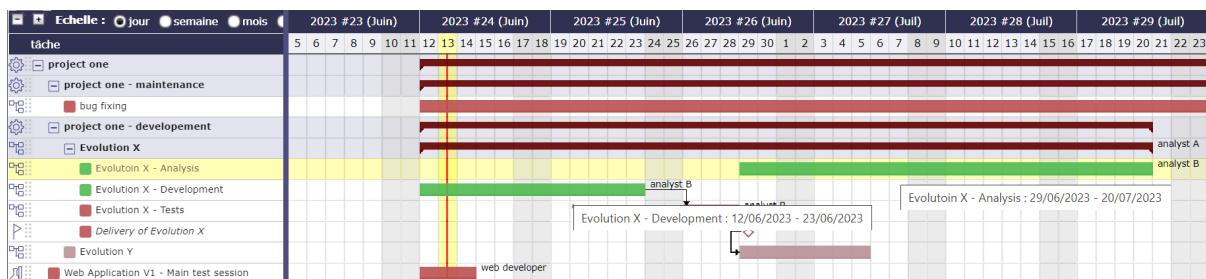 Echelle : jour semaine mois
2023 #23 (Juin) 2023 #24 (Juin) 2023 #25 (Juin) 2023 #26 (Juin) 2023 #27 (Juil) 2023 #28 (Juil) 2023 #29 (Juil)
tâche
5 6 7 8 9 10 11 12 13 14 15 16 17 18 19 20 21 22 23 24 25 26 27 28 29 30 1 2 3 4 5 6 7 8 9 10 11 12 13 14 15 16 17 18 19 20 21 22 23
project one
project one - maintenance
bug fixing
project one - developement
Evolution X
analyst A
Evolutoin X - Analysis
analyst B
Evolution X - Development
analyst B
Evolutoin X - Analysis : 29/06/2023 - 20/07/2023
Evolution X - Tests
Evolution X - Development : 12/06/2023 - 23/06/2023
Delivery of Evolution X
Evolution Y
Web Application V1 - Main test session
web developer